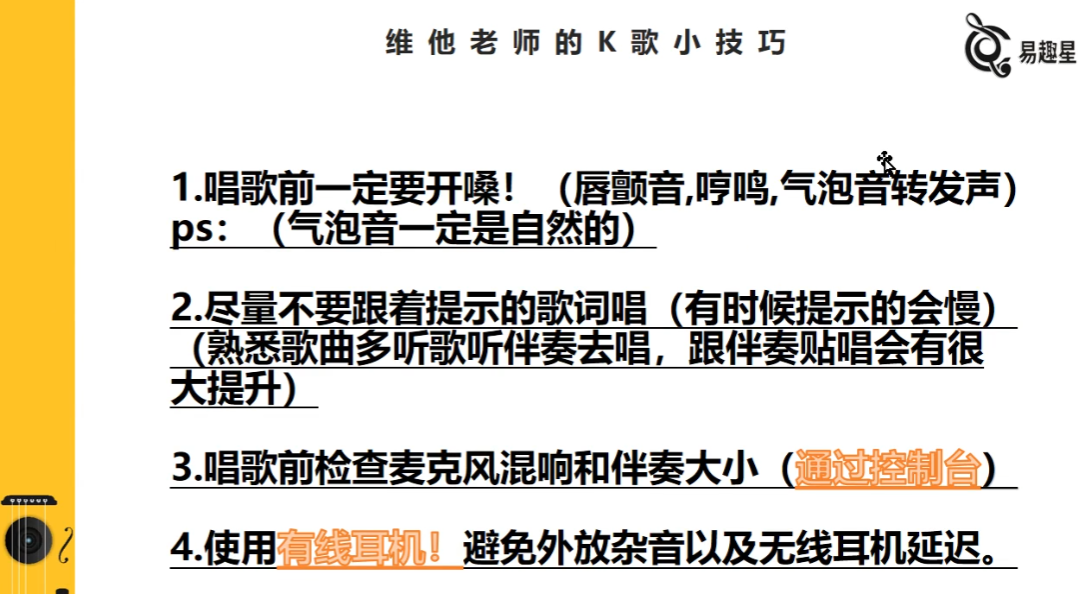 维他老师的K歌小技巧
易趣星
1.唱歌前一定要开嗓！（唇颤音,哼鸣,气泡音转发声）
ps：（气泡音一定是自然的）
2.尽量不要跟着提示的歌词唱（有时候提示的会慢）
（熟悉歌曲多听歌听伴奏去唱，跟伴奏贴唱会有很
大提升）
3.唱歌前检查麦克风混响和伴奏大小（通过控制台）
4.使用有线耳机！避免外放杂音以及无线耳机延迟。